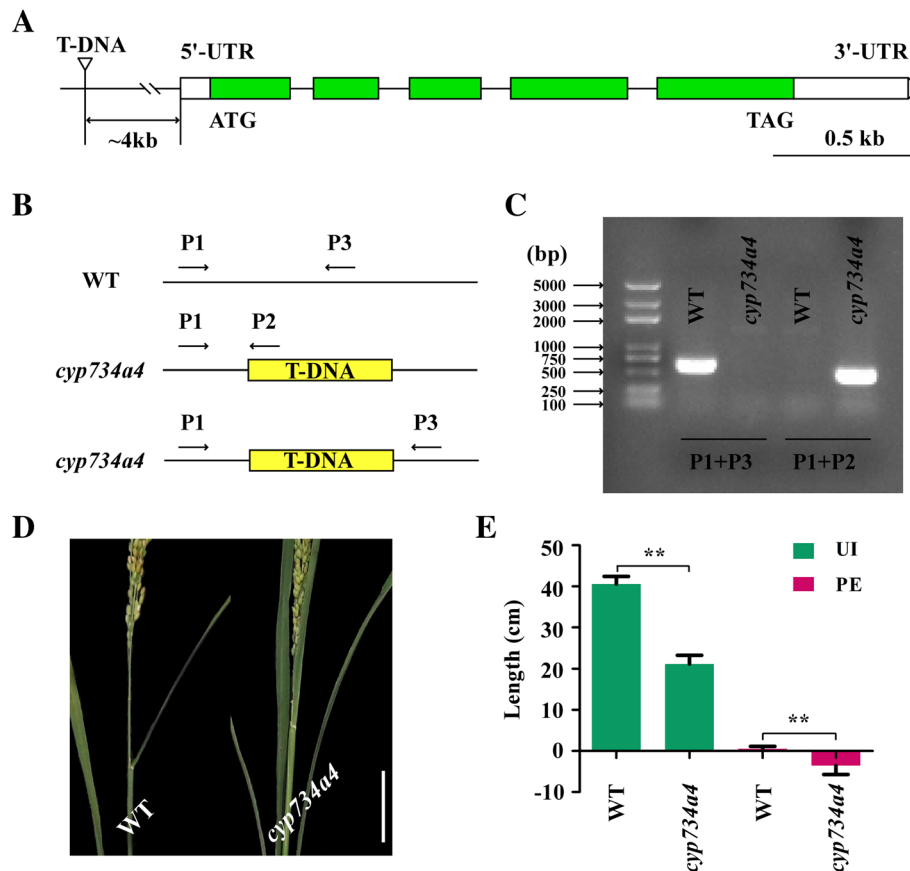 A
T-DNA
5'-UTR
3'-UTR
ATG
TAG
~4kb
0.5 kb
B
P1
P3
WT
P1
P2
cyp734a4
T-DNA
P1
P3
cyp734a4
T-DNA
C
(bp)
5000
3000
2000
1000
750
500
250
100
WT
cyp734a4
WT
cyp734a4
P1+P3
P1+P2
D
WT
cyp734a4
E
UI
PE
**
**
Length (cm)
50
40
30
20
10
0
-10
WT
cyp734a4
WT
cyp734a4